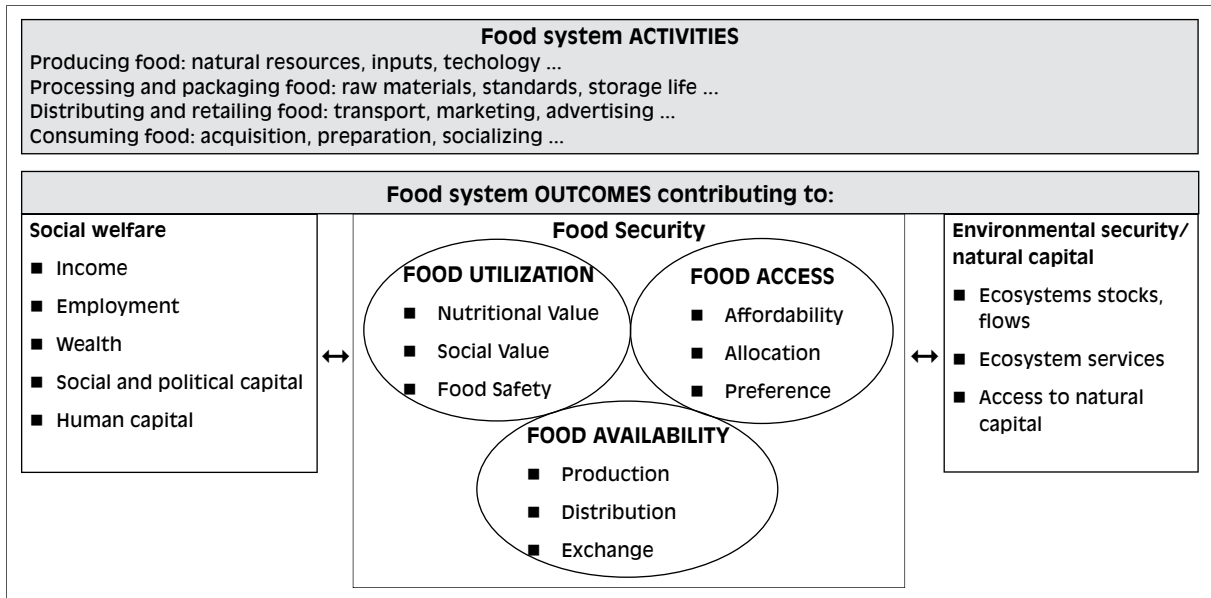 Food system ACTIVITIES
Producing food: natural resources, inputs, techology ...
Processing and packaging food: raw materials, standards, storage life ...
Distributing and retailing food: transport, marketing, advertising ...
Consuming food: acquisition, preparation, socializing ...
Food system OUTCOMES contributing to:
Social welfare
■ Income
■ Employment
■ Wealth
■ Social and political capital
■ Human capital
Food Security
FOOD UTILIZATION
■ Nutritional Value
■ Social Value
■ Food Safety
FOOD ACCESS
■ Affordability
■ Allocation
■ Preference
FOOD AVAILABILITY
■ Production
■ Distribution
■ Exchange
Environmental security/
natural capital
■ Ecosystems stocks,
flows
■ Ecosystem services
■ Access to natural
capital